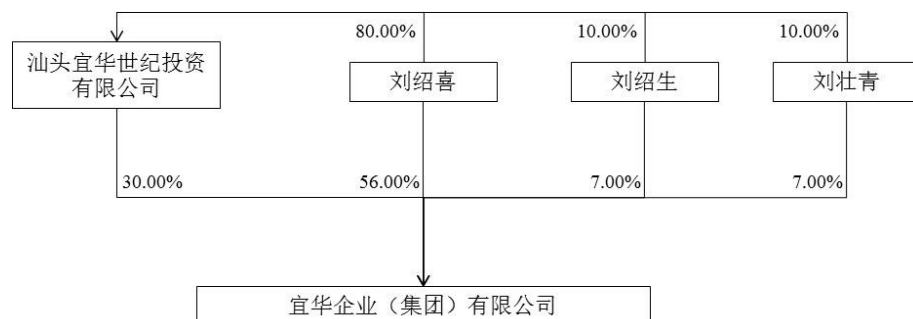 80.00%
10.00%
10.00%
汕头宜华世纪投资
有限公司
刘绍喜
刘绍生
刘壮青
30.00%
56.00%
7.00%
7.00%
宜华企业（集团）有限公司